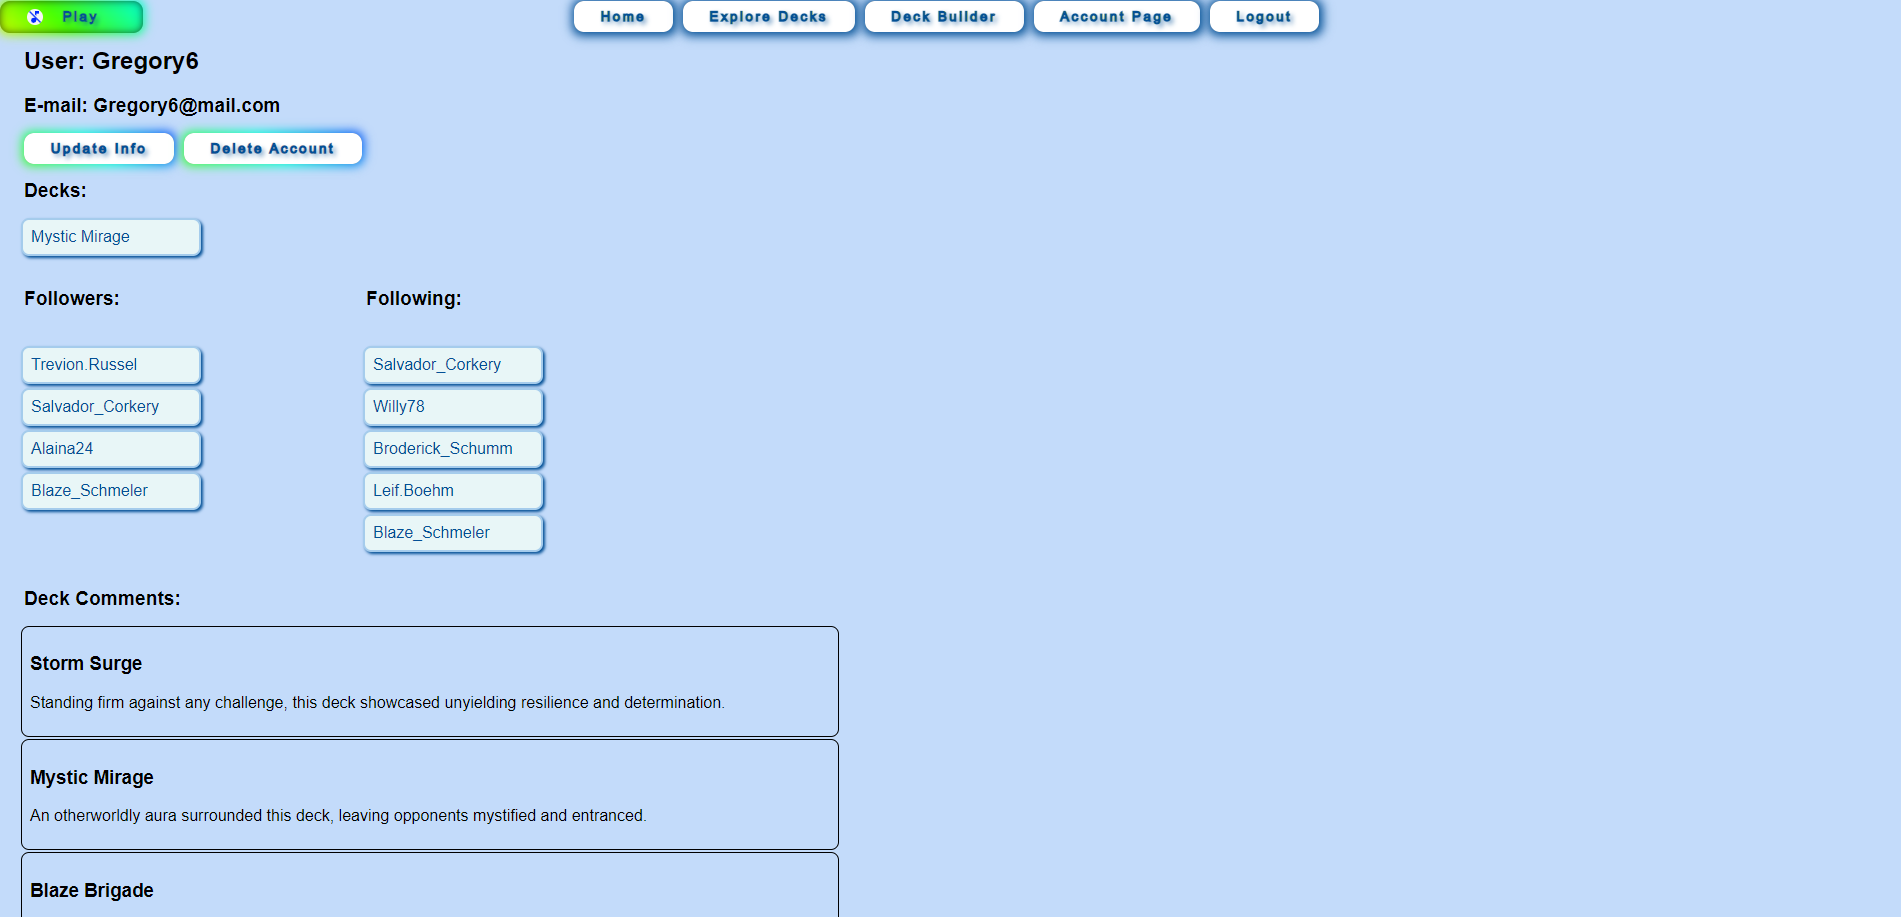 Play
Home
Explore Decks
Deck Builder
Account Page
Logout
User: Gregory6
E-mail: Gregory6@mail.com
Update Info
Delete Account
Decks:
Mystic Mirage
Followers:
Trevion.Russel
Salvador_Corkery
Alaina24
Blaze_Schmeler
Following:
Salvador_Corkery
Willy78
Broderick_Schumm
Leif.Boehm
Blaze_Schmeler
Deck Comments:
Storm Surge
Standing firm against any challenge, this deck showcased unyielding resilience and determination.
Mystic Mirage
An otherworldly aura surrounded this deck, leaving opponents mystified and entranced.
Blaze Brigade